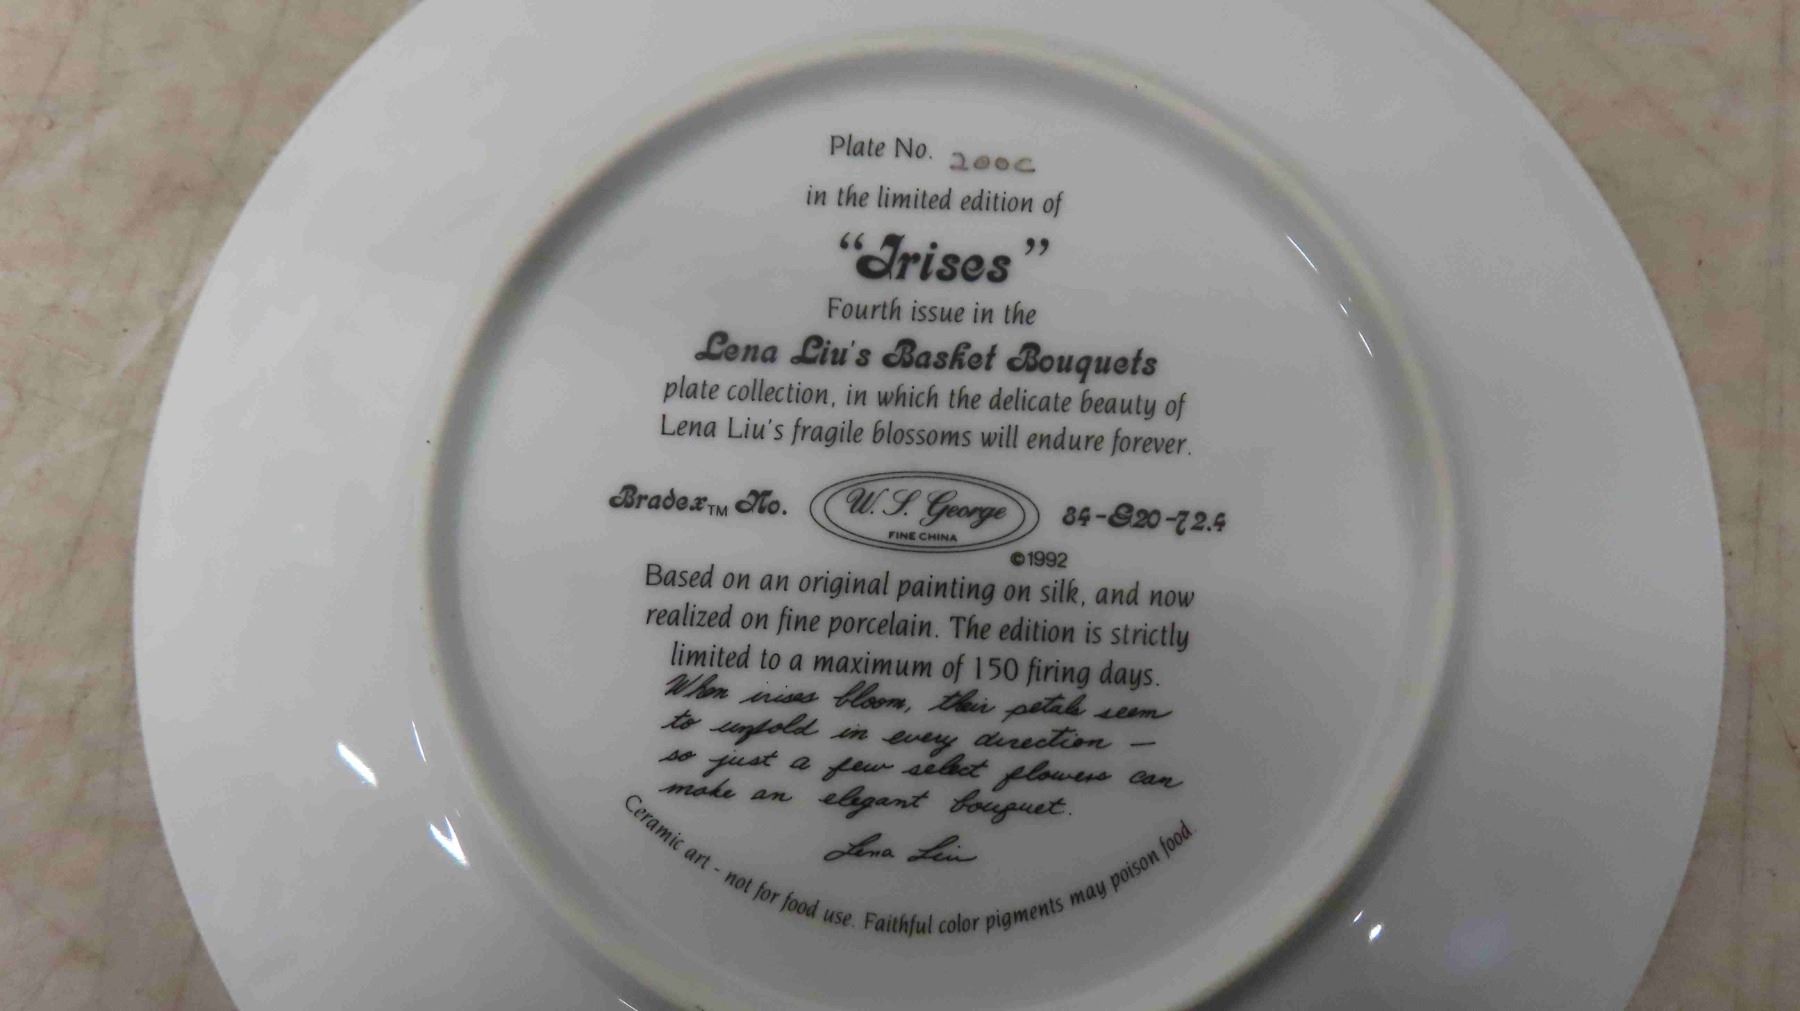 Plate No. 200C
in the limited edition of
“Irises”
Fourth issue in the
Lena Liu's Basket Bouquets
plate collection, in which the delicate beauty of
Lena Liu's fragile blossoms will endure forever.
Bradex™ No. W. S. George 84-G20-72.4
FINE CHINA
©1992
Based on an original painting on silk, and now
realized on fine porcelain. The edition is strictly
limited to a maximum of 150 firing days.
When irises bloom, their petals seem
to unfold in every direction —
so just a few select flowers can
make an elegant bouquet.
Lena Liu
Ceramic art - not for food use. Faithful color pigments may poison food.